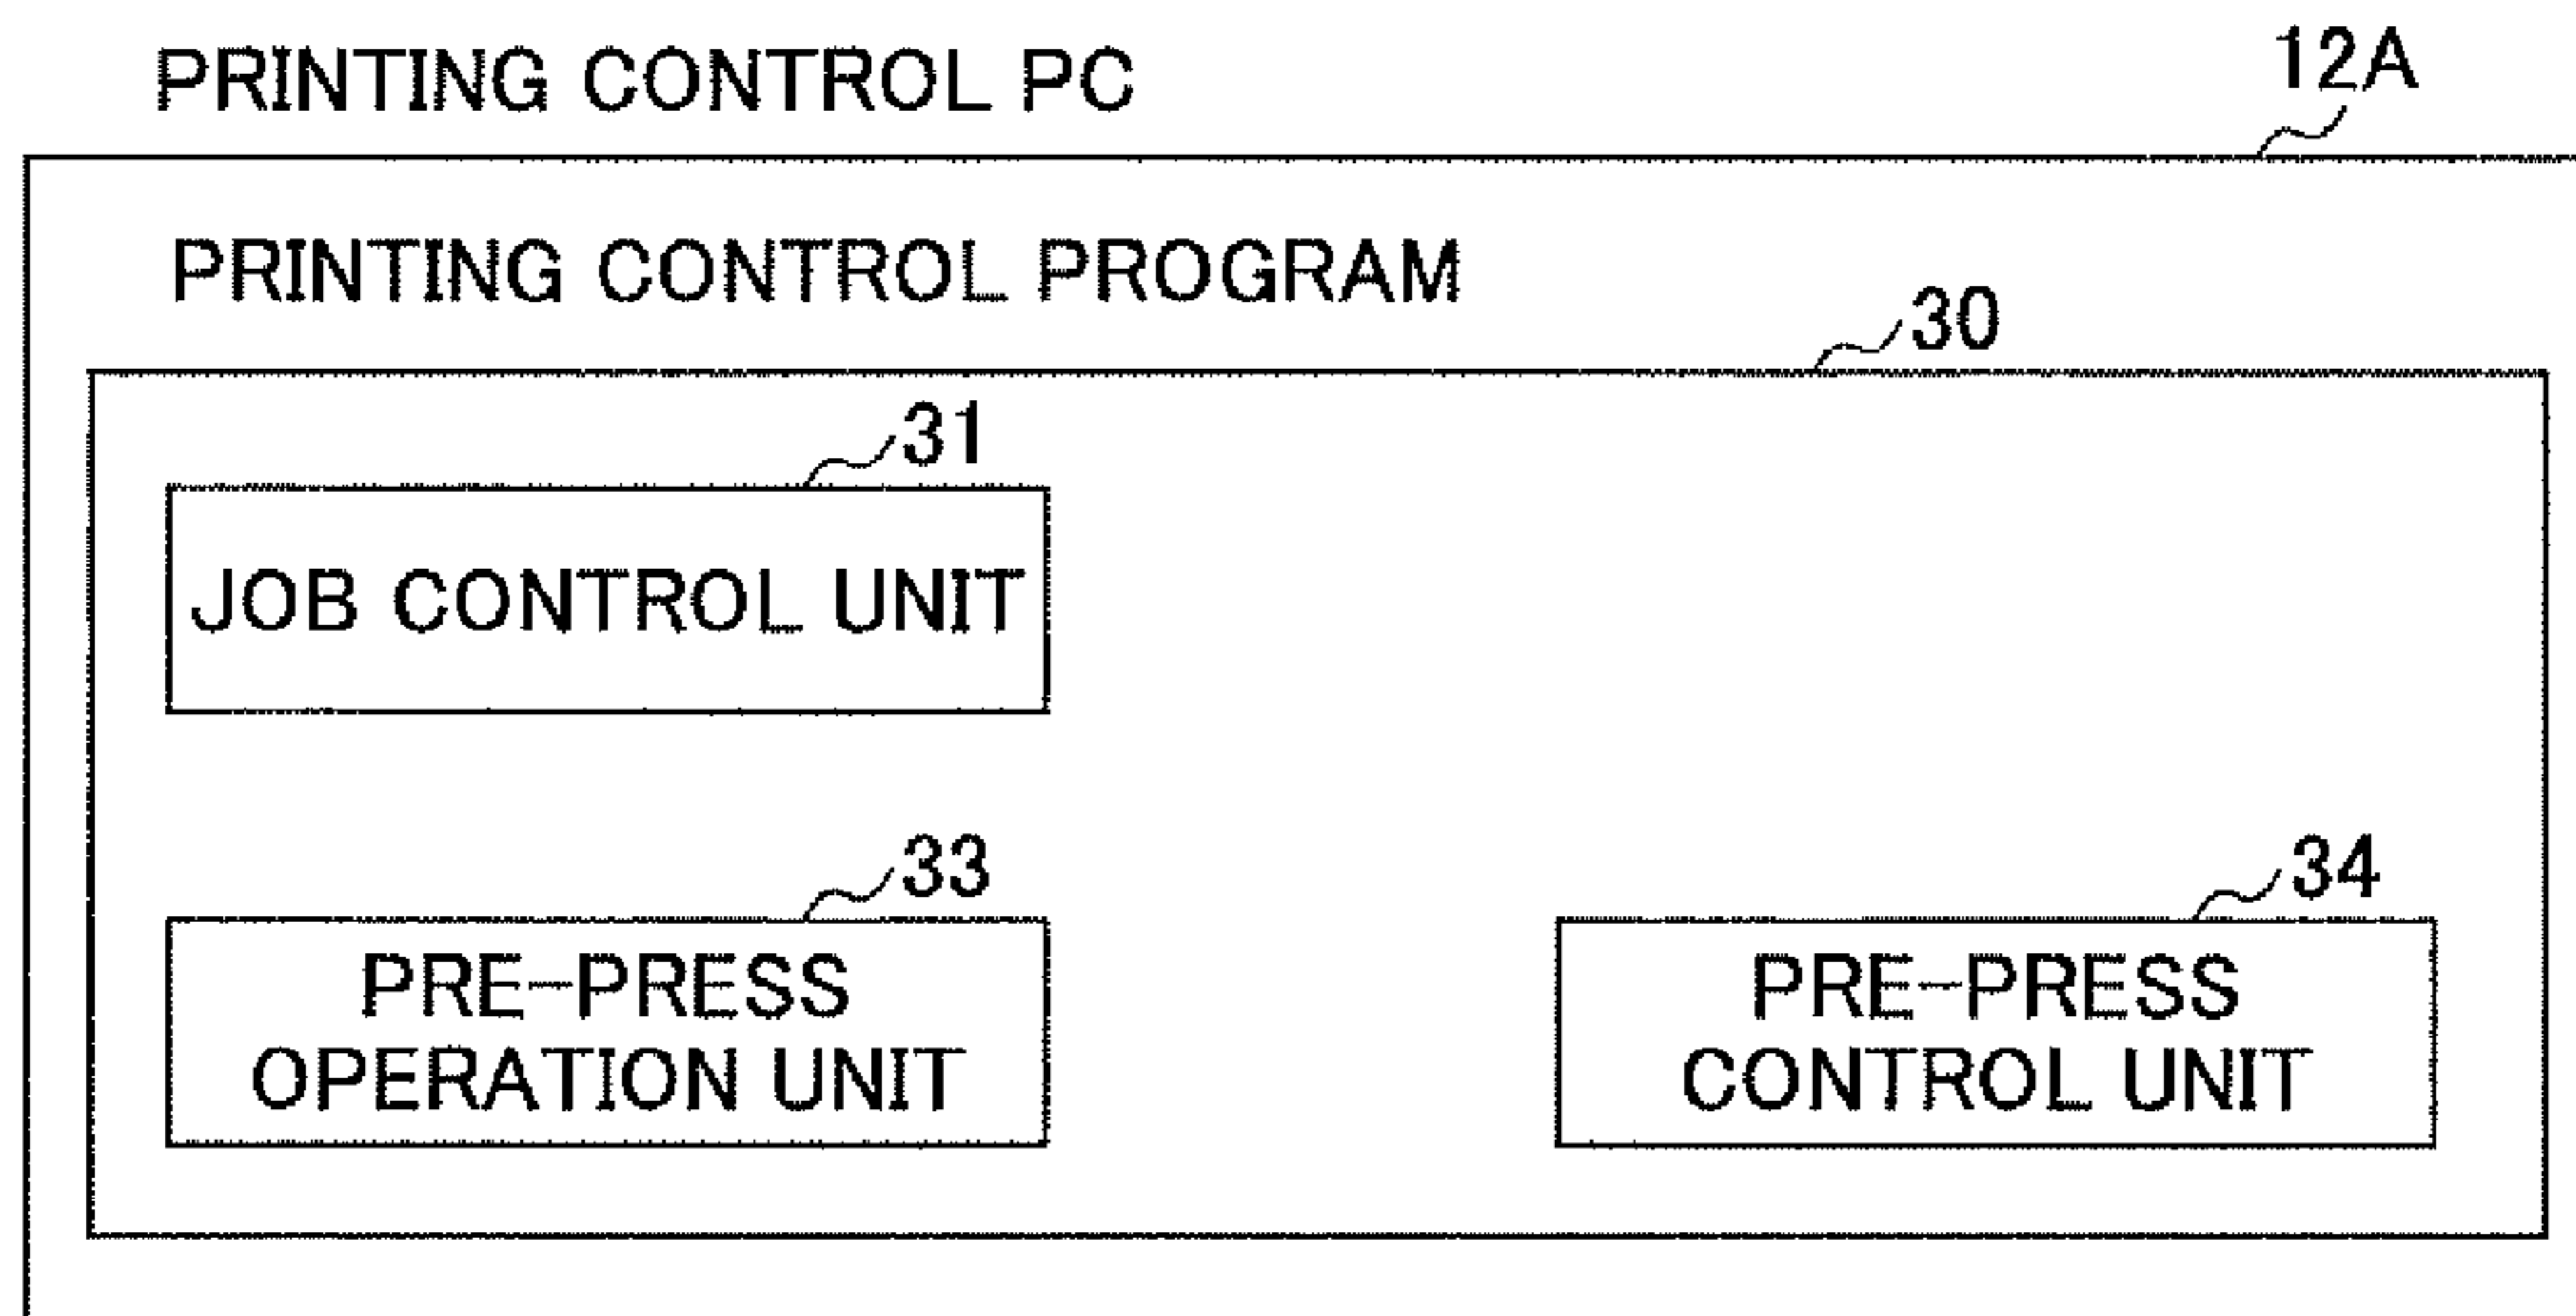 PRINTING CONTROL PC
12A
PRINTING CONTROL PROGRAM
30
31
JOB CONTROL UNIT
33
PRE-PRESS
OPERATION UNIT
34
PRE-PRESS
CONTROL UNIT